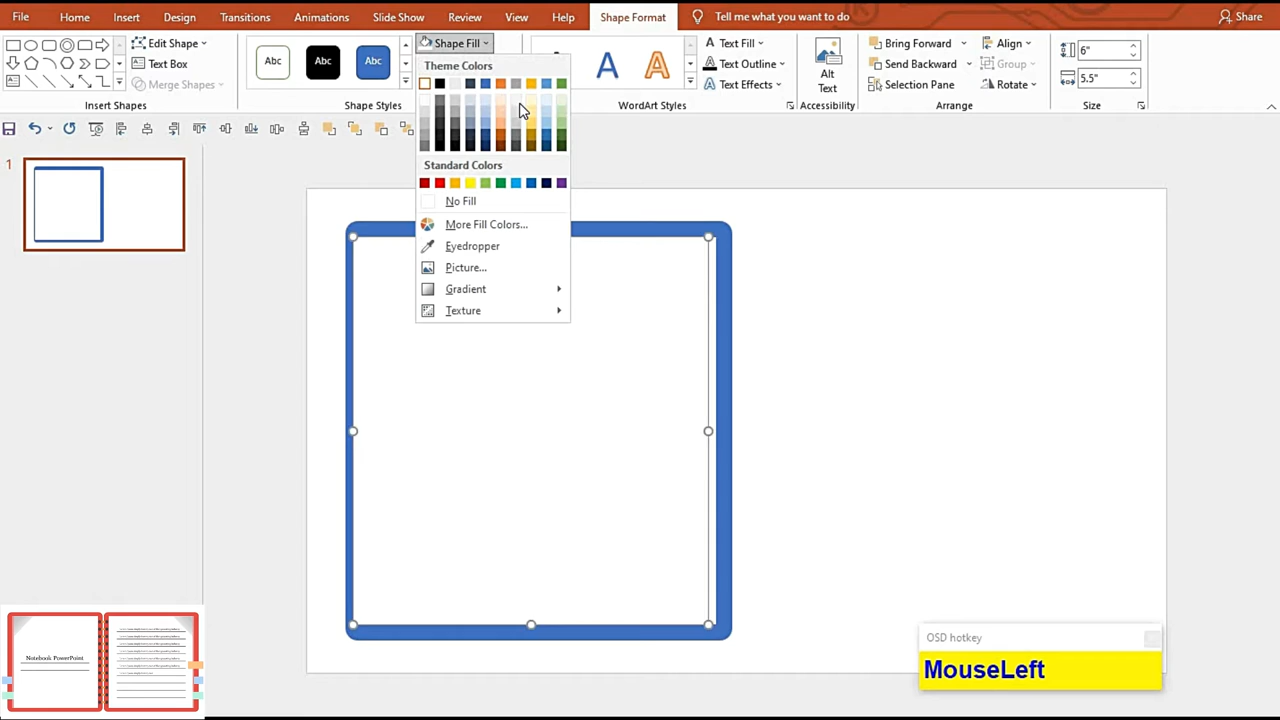 File Home Insert Design Transitions Animations Slide Show Review View Help Shape Format Tell me what you want to do Share
Edit Shape
Text Box
Merge Shapes
Insert Shapes
Abc Abc Abc
Shape Fill
Shape Styles
Theme Colors
Standard Colors
No Fill
More Fill Colors...
Eyedropper
Picture...
Gradient
Texture
A A
Text Fill
Text Outline
Text Effects
WordArt Styles
Alt
Text
Accessibility
Bring Forward
Send Backward
Selection Pane
Align
Group
Rotate
Arrange
6"
5.5"
Size
1
Notebook PowerPoint
OSD hotkey
MouseLeft